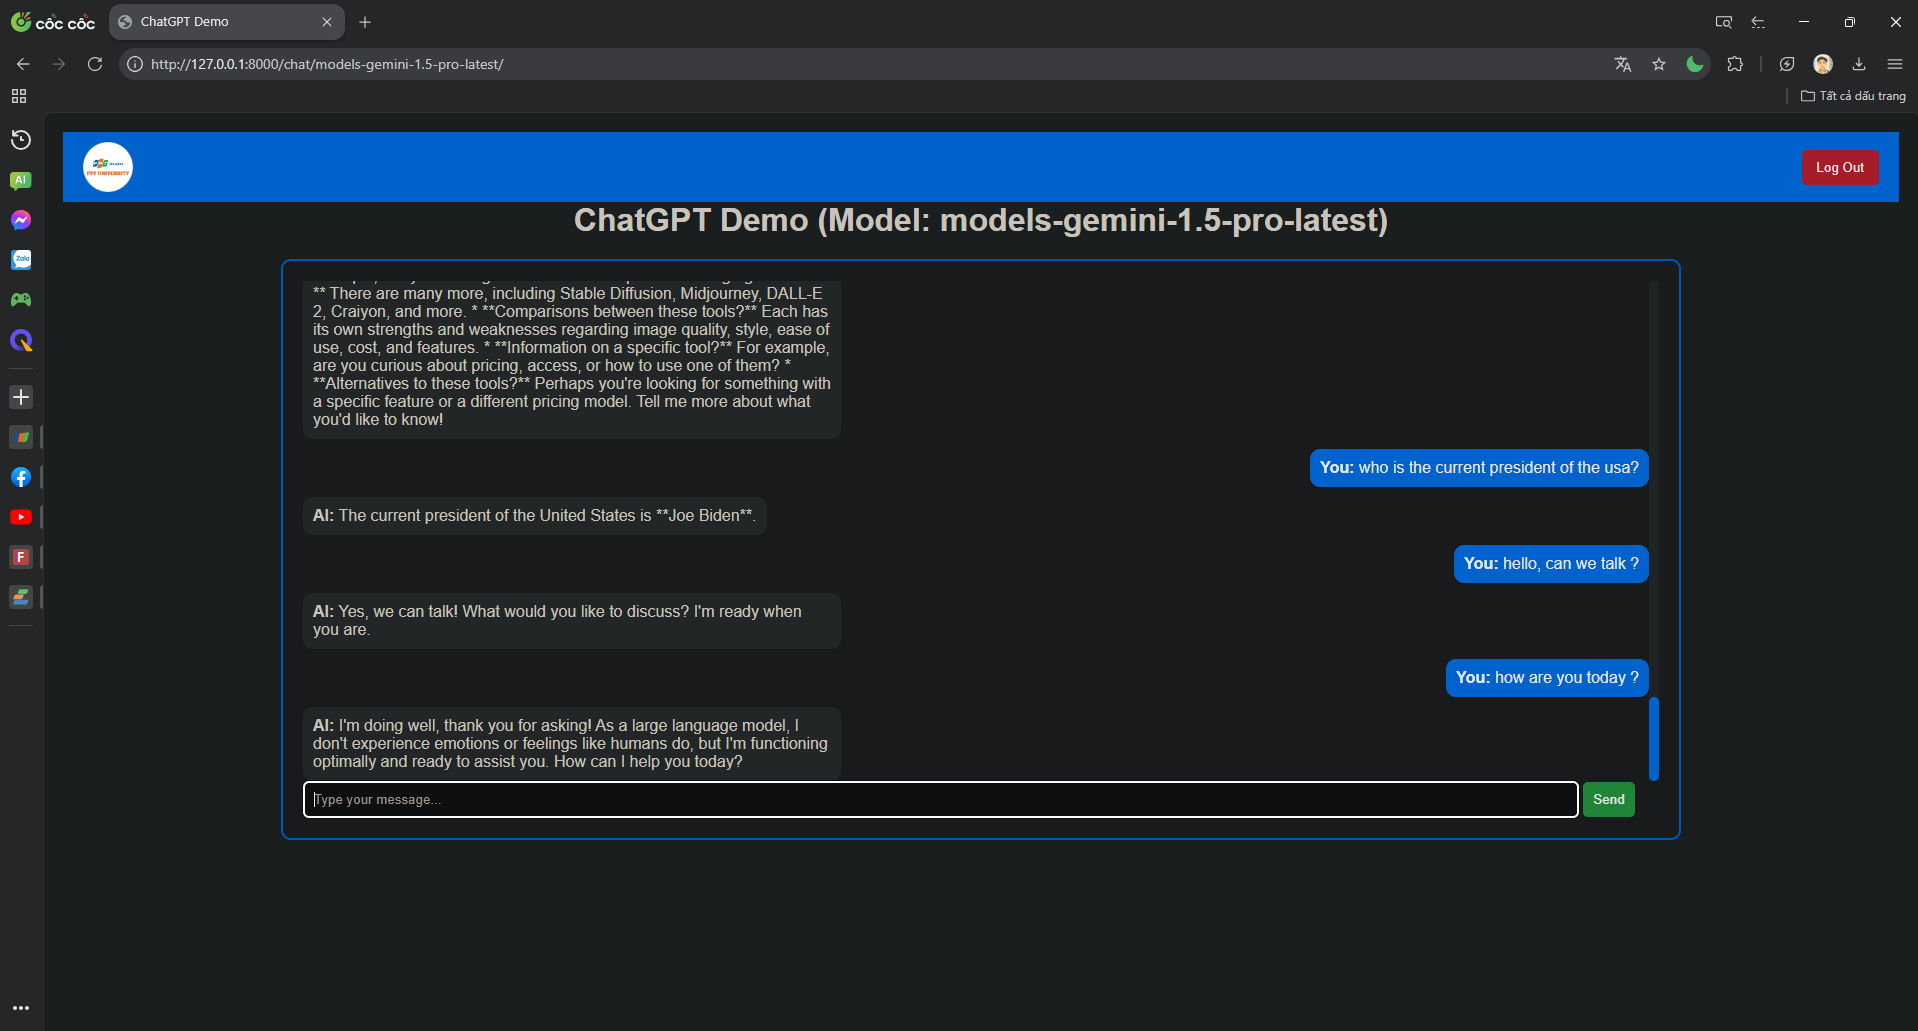 cốc cốc
ChatGPT Demo
http://127.0.0.1:8000/chat/models-gemini-1.5-pro-latest/
Tất cả dấu trang
AI
Zalo
F
FPT UNIVERSITY
Log Out
ChatGPT Demo (Model: models-gemini-1.5-pro-latest)
** There are many more, including Stable Diffusion, Midjourney, DALL-E
2, Craiyon, and more. * **Comparisons between these tools?** Each has
its own strengths and weaknesses regarding image quality, style, ease of
use, cost, and features. * **Information on a specific tool?** For example,
are you curious about pricing, access, or how to use one of them? *
**Alternatives to these tools?** Perhaps you're looking for something with
a specific feature or a different pricing model. Tell me more about what
you'd like to know!
You: who is the current president of the usa?
AI: The current president of the United States is **Joe Biden**.
You: hello, can we talk ?
AI: Yes, we can talk! What would you like to discuss? I'm ready when
you are.
You: how are you today ?
AI: I'm doing well, thank you for asking! As a large language model, I
don't experience emotions or feelings like humans do, but I'm functioning
optimally and ready to assist you. How can I help you today?
Type your message...
Send